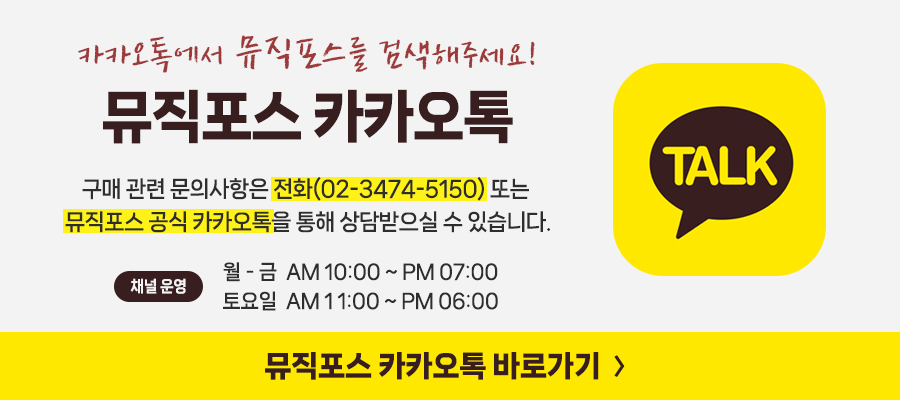 카카오톡에서 뮤직포스를 검색해주세요!
뮤직포스 카카오톡
구매 관련 문의사항은 전화(02-3474-5150) 또는
뮤직포스 공식 카카오톡을 통해 상담받으실 수 있습니다.
채널 운영
월 - 금 AM 10:00 ~ PM 07:00
토요일 AM 11:00 ~ PM 06:00
TALK
뮤직포스 카카오톡 바로가기 >